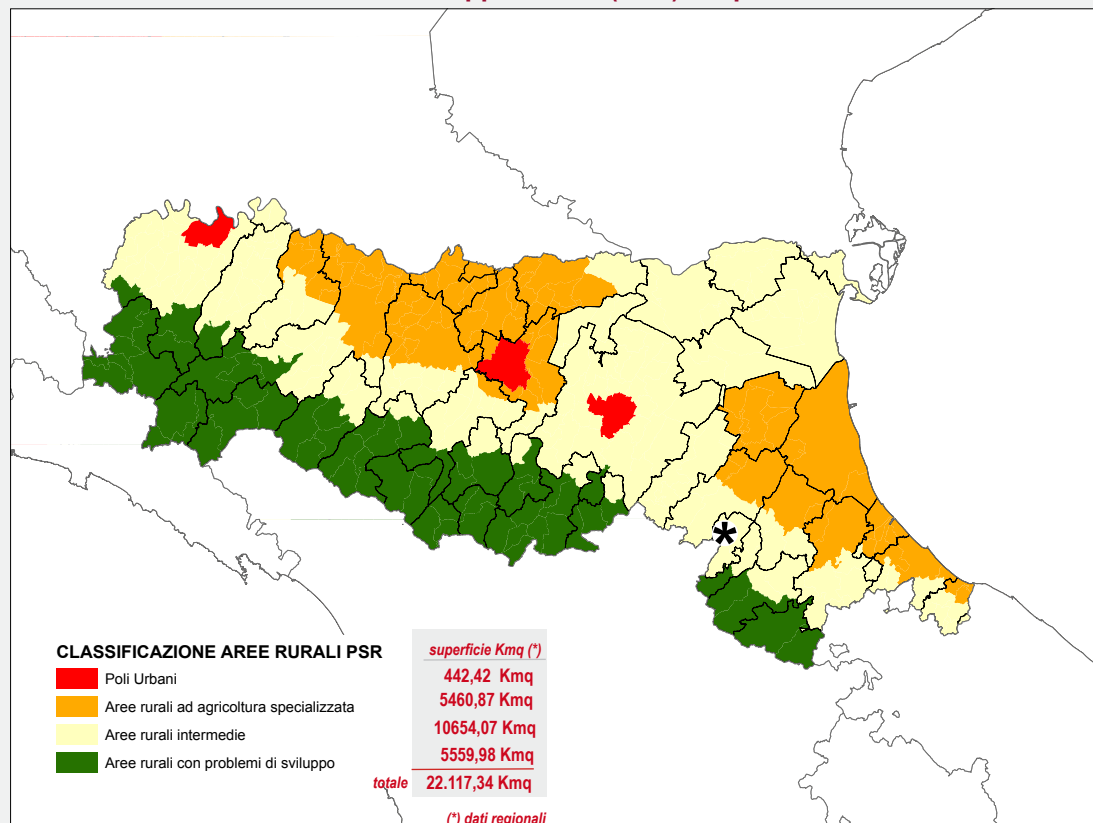 CLASSIFICAZIONE AREE RURALI PSR
superficie Kmq (*)
Poli Urbani
442,42 Kmq
Aree rurali ad agricoltura specializzata
5460,87 Kmq
Aree rurali intermedie
10654,07 Kmq
Aree rurali con problemi di sviluppo
5559,98 Kmq
totale 22.117,34 Kmq
(*) dati regionali
*